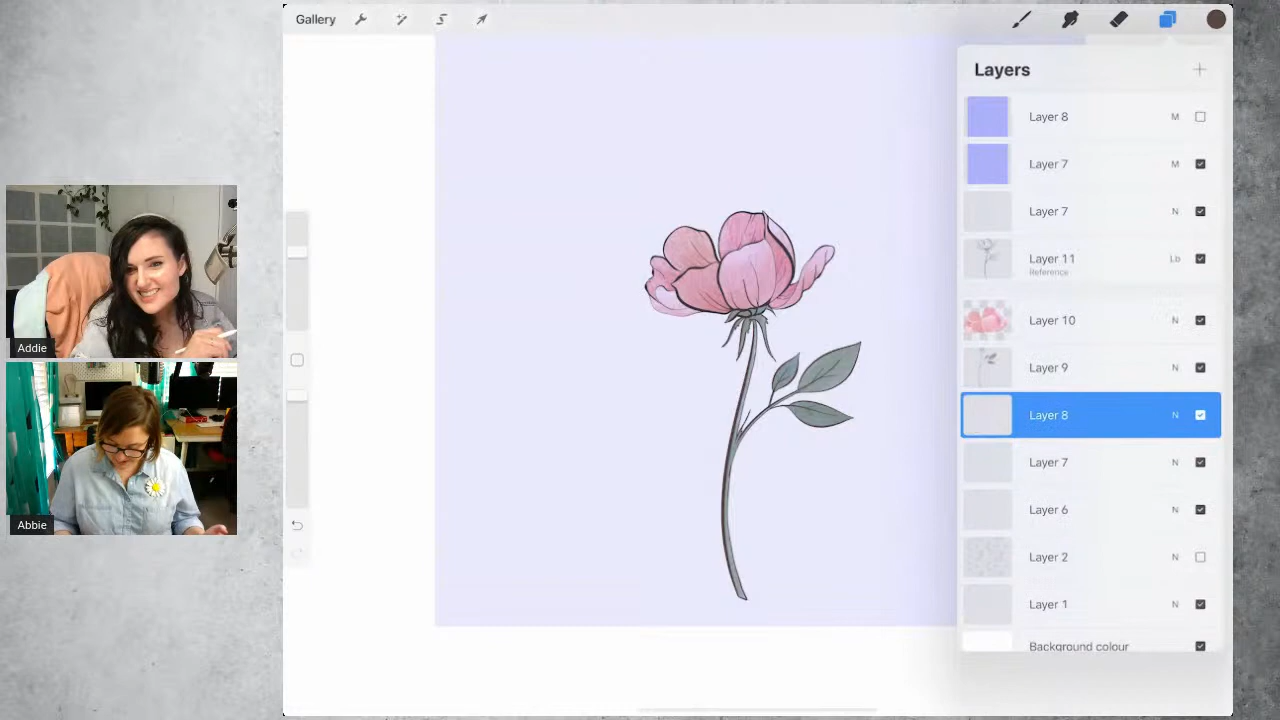 Gallery
Layers
Layer 8 M
Layer 7 M
Layer 7 N
Layer 11 Lb
Reference
Layer 10 N
Layer 9 N
Layer 8 N
Layer 7 N
Layer 6 N
Layer 2 N
Layer 1 N
Background colour
Addie
Abbie